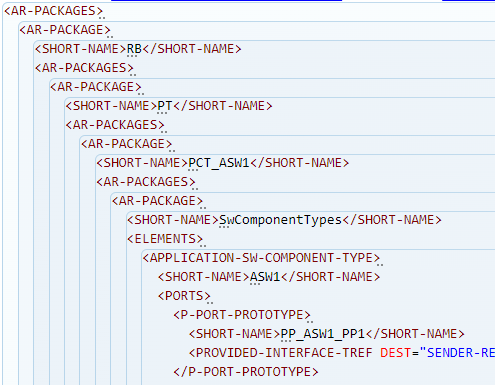 <AR-PACKAGES>
<AR-PACKAGE>
<SHORT-NAME>RB</SHORT-NAME>
<AR-PACKAGES>
<AR-PACKAGE>
<SHORT-NAME>PT</SHORT-NAME>
<AR-PACKAGES>
<AR-PACKAGE>
<SHORT-NAME>PCT_ASW1</SHORT-NAME>
<AR-PACKAGES>
<AR-PACKAGE>
<SHORT-NAME>SwComponentTypes</SHORT-NAME>
<ELEMENTS>
<APPLICATION-SW-COMPONENT-TYPE>
<SHORT-NAME>ASW1</SHORT-NAME>
<PORTS>
<P-PORT-PROTOTYPE>
<SHORT-NAME>PP_ASW1_PP1</SHORT-NAME>
<PROVIDED-INTERFACE-TREF DEST="SENDER-RE
</P-PORT-PROTOTYPE>